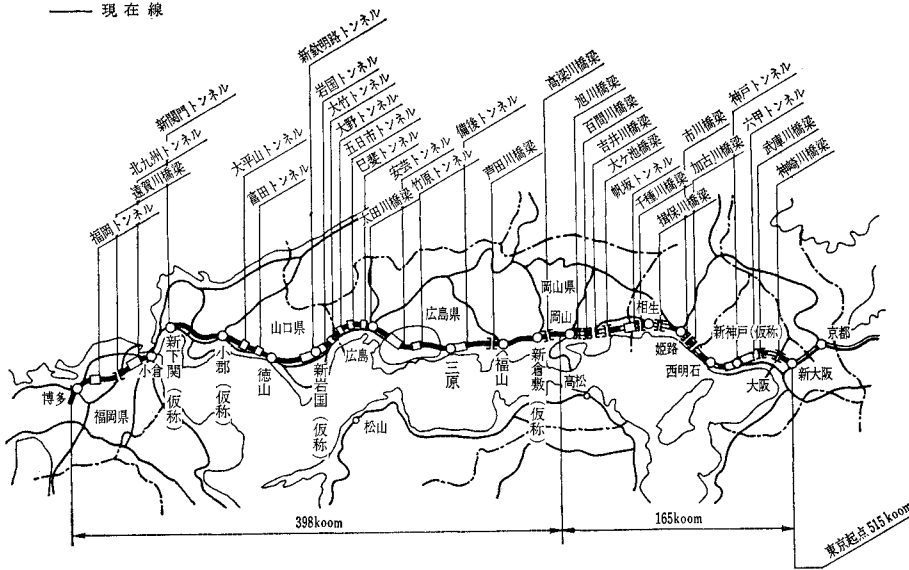 現在線
新欽明路トンネル
岩国トンネル
大竹トンネル
大野トンネル
五日市トンネル
己斐トンネル
安芸トンネル
太田川橋梁
竹原トンネル
備後トンネル
芦田川橋梁
高梁川橋梁
旭川橋梁
百間川橋梁
吉井川橋梁
大ヶ池橋梁
帆坂トンネル
千種川橋梁
揖保川橋梁
市川橋梁
加古川橋梁
神戸トンネル
六甲トンネル
武庫川橋梁
神崎川橋梁
新関門トンネル
北九州トンネル
遠賀川橋梁
福岡トンネル
大平山トンネル
富田トンネル
博多
福岡県
小倉
新下関(仮称)
小郡(仮称)
山口県
徳山
新岩国(仮称)
広島
広島県
三原
福山
新倉敷(仮称)
岡山県
岡山
相生
姫路
西明石
新神戸(仮称)
大阪
新大阪
京都
松山
高松
398koom
165koom
東京起点515koom